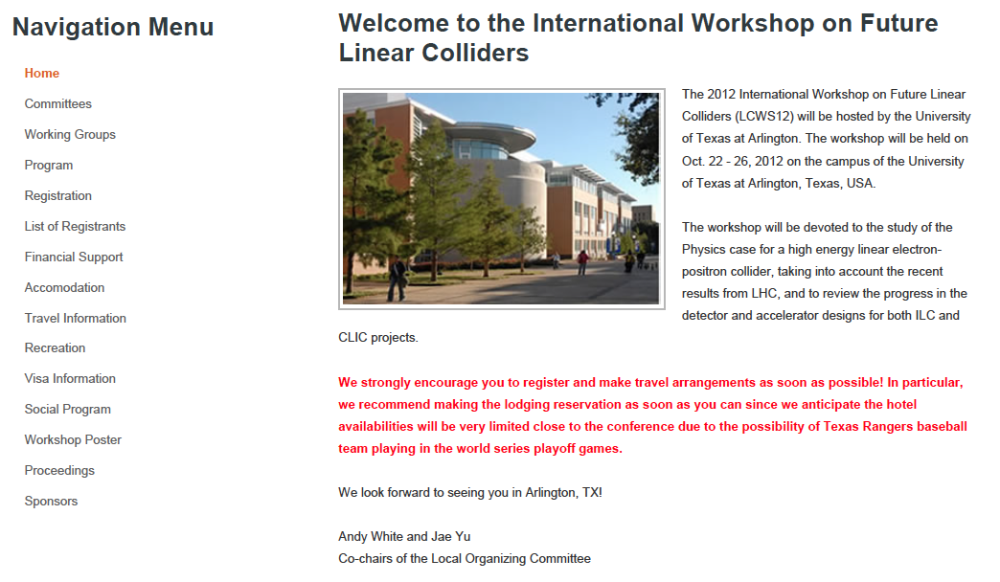 Navigation Menu
Home
Committees
Working Groups
Program
Registration
List of Registrants
Financial Support
Accomodation
Travel Information
Recreation
Visa Information
Social Program
Workshop Poster
Proceedings
Sponsors
Welcome to the International Workshop on Future
Linear Colliders
The 2012 International Workshop on Future Linear
Colliders (LCWS12) will be hosted by the University
of Texas at Arlington. The workshop will be held on
Oct. 22 - 26, 2012 on the campus of the University
of Texas at Arlington, Texas, USA.
The workshop will be devoted to the study of the
Physics case for a high energy linear electron-
positron collider, taking into account the recent
results from LHC, and to review the progress in the
detector and accelerator designs for both ILC and
CLIC projects.
We strongly encourage you to register and make travel arrangements as soon as possible! In particular,
we recommend making the lodging reservation as soon as you can since we anticipate the hotel
availabilities will be very limited close to the conference due to the possibility of Texas Rangers baseball
team playing in the world series playoff games.
We look forward to seeing you in Arlington, TX!
Andy White and Jae Yu
Co-chairs of the Local Organizing Committee